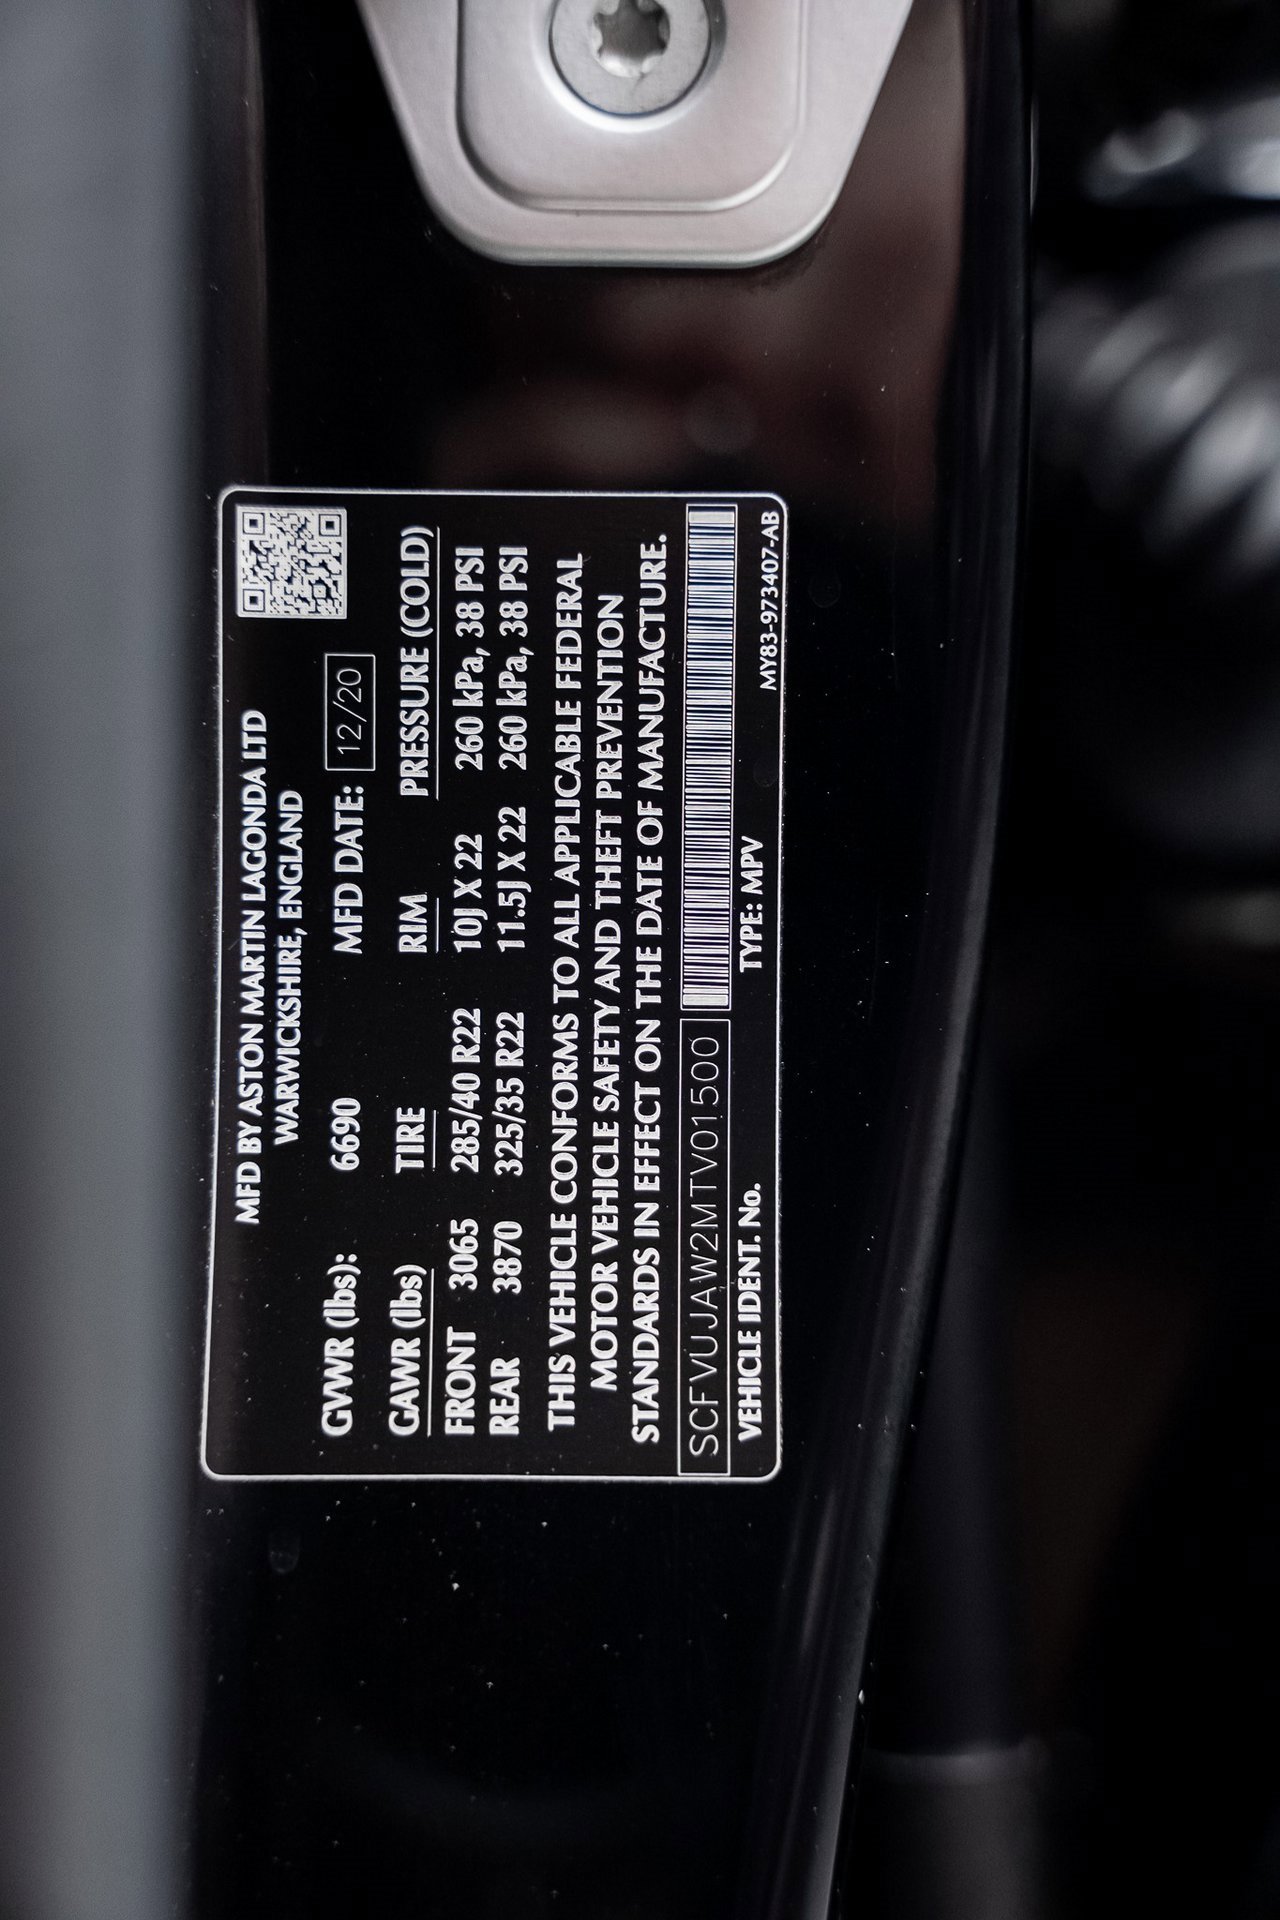 MFD BY ASTON MARTIN LAGONDA LTD
WARWICKSHIRE, ENGLAND
GVWR (lbs): 6690 MFD DATE: 12/20
GAWR (lbs) TIRE RIM PRESSURE (COLD)
FRONT 3065 285/40 R22 10J X 22 260 kPa, 38 PSI
REAR 3870 325/35 R22 11.5J X 22 260 kPa, 38 PSI
THIS VEHICLE CONFORMS TO ALL APPLICABLE FEDERAL
MOTOR VEHICLE SAFETY AND THEFT PREVENTION
STANDARDS IN EFFECT ON THE DATE OF MANUFACTURE.
SCFVUJAW2MTV01500
VEHICLE IDENT. No. TYPE: MPV
MY83-973407-AB